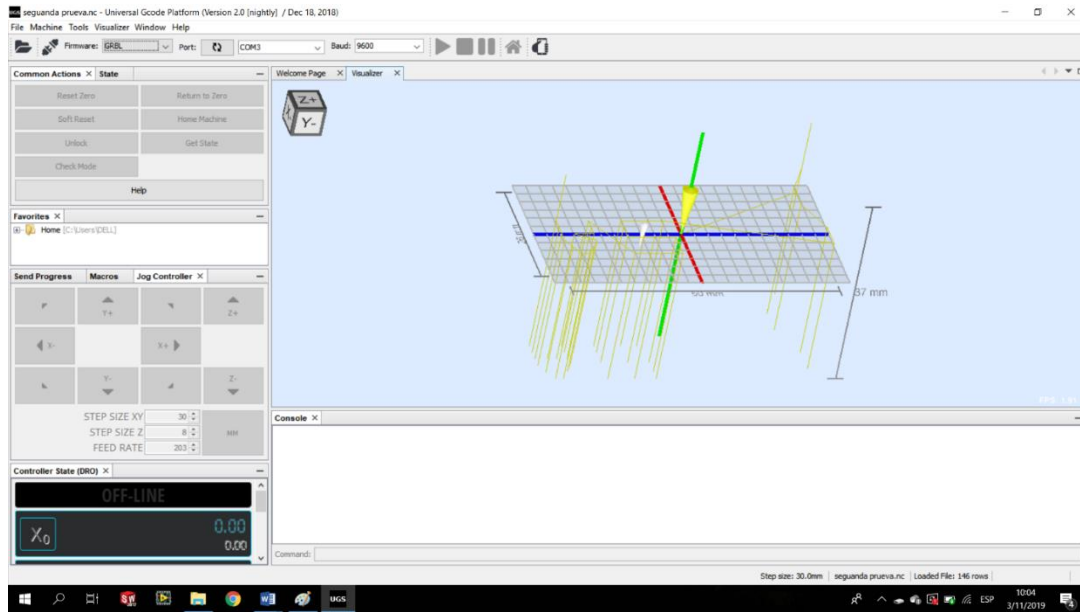 seguanda prueva.nc - Universal Gcode Platform (Version 2.0 [nightly] / Dec 18, 2018)
File Machine Tools Visualizer Window Help
Firmware: GRBL Port: COM3 Baud: 9600
Common Actions State
Welcome Page Visualizer
Reset Zero Return to Zero
Soft Reset Home Machine
Unlock Get State
Check Mode
Help
Z+
Y-
37 mm
Favorites
Home [C:\Users\DELL]
Send Progress Macros Jog Controller
Y+ Z+
X- X+
Y- Z-
STEP SIZE XY 30
STEP SIZE Z 8
FEED RATE 203
Console
Controller State (DRO)
OFF-LINE
X0 0.00
0.00
Command:
Step size: 30.0mm seguanda prueva.nc Loaded File: 146 rows
UGS
ESP
10:04
3/11/2019